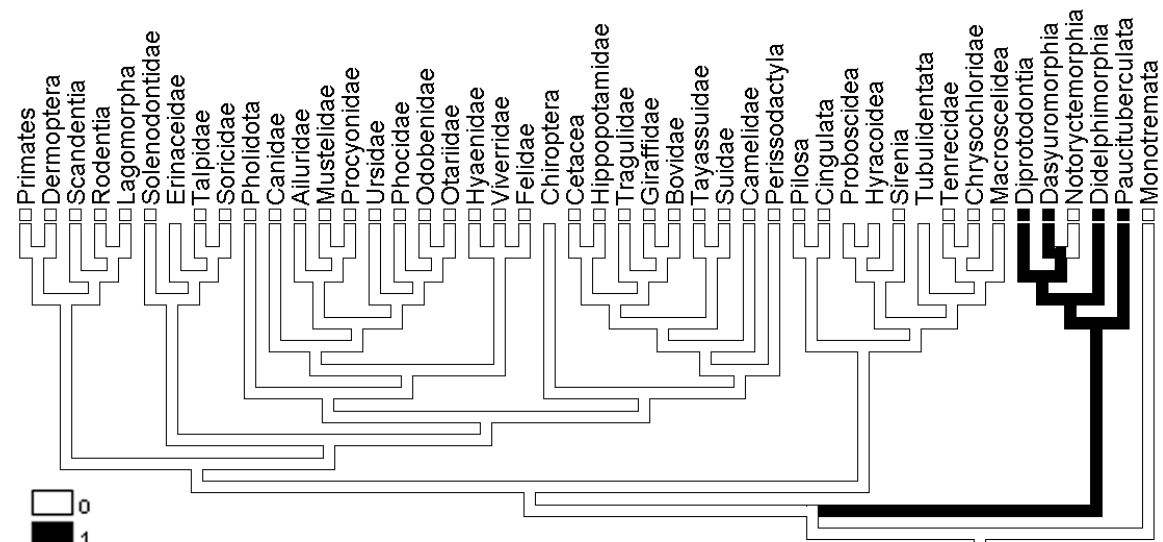 Primates
Dermoptera
Scandentia
Rodentia
Lagomorpha
Solenodontidae
Erinaceidae
Talpidae
Soricidae
Pholidota
Canidae
Ailuridae
Mustelidae
Procyonidae
Ursidae
Phocidae
Odobenidae
Otariidae
Hyaenidae
Viverridae
Felidae
Chiroptera
Cetacea
Hippopotamidae
Tragulidae
Giraffidae
Bovidae
Tayassuidae
Suidae
Camelidae
Perissodactyla
Pilosa
Cingulata
Proboscidea
Hyracoidea
Sirenia
Tubulidentata
Tenrecidae
Chrysochloridae
Macroscelidea
Diprotodontia
Dasyuromorphia
Notoryctemorphia
Didelphimorphia
Paucituberculata
Monotremata
0
1